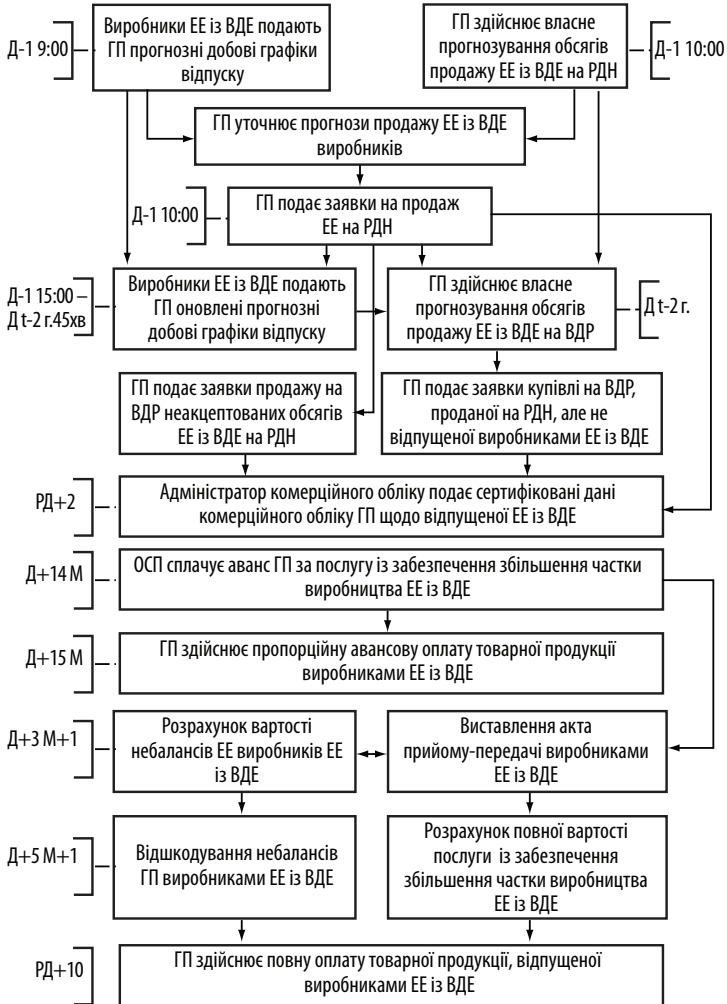 Д-1 9:00
Виробники ЕЕ із ВДЕ подають
ГП прогнозні добові графіки
відпуску
ГП здійснює власне
прогнозування обсягів
продажу ЕЕ із ВДЕ на РДН
Д-1 10:00
ГП уточнює прогнози продажу ЕЕ із ВДЕ
виробників
Д-1 10:00
ГП подає заявки на продаж
ЕЕ на РДН
Д-1 15:00 –
Д t-2 г.45хв
Виробники ЕЕ із ВДЕ подають
ГП оновлені прогнозні
добові графіки відпуску
ГП здійснює власне
прогнозування обсягів
продажу ЕЕ із ВДЕ на ВДР
Д t-2 г.
ГП подає заявки продажу на
ВДР неакцептованих обсягів
ЕЕ із ВДЕ на РДН
ГП подає заявки купівлі на ВДР,
проданої на РДН, але не
відпущеної виробниками ЕЕ із ВДЕ
РД+2
Адміністратор комерційного обліку подає сертифіковані дані
комерційного обліку ГП щодо відпущеної ЕЕ із ВДЕ
Д+14 М
ОСП сплачує аванс ГП за послугу із забезпечення збільшення частки
виробництва ЕЕ із ВДЕ
Д+15 М
ГП здійснює пропорційну авансову оплату товарної продукції
виробниками ЕЕ із ВДЕ
Д+3 М+1
Розрахунок вартості
небалансів ЕЕ виробників ЕЕ
із ВДЕ
Виставлення акта
прийому-передачі виробниками
ЕЕ із ВДЕ
Д+5 М+1
Відшкодування небалансів
ГП виробниками ЕЕ із ВДЕ
Розрахунок повної вартості
послуги із забезпечення
збільшення частки виробництва
ЕЕ із ВДЕ
РД+10
ГП здійснює повну оплату товарної продукції, відпущеної
виробниками ЕЕ із ВДЕ